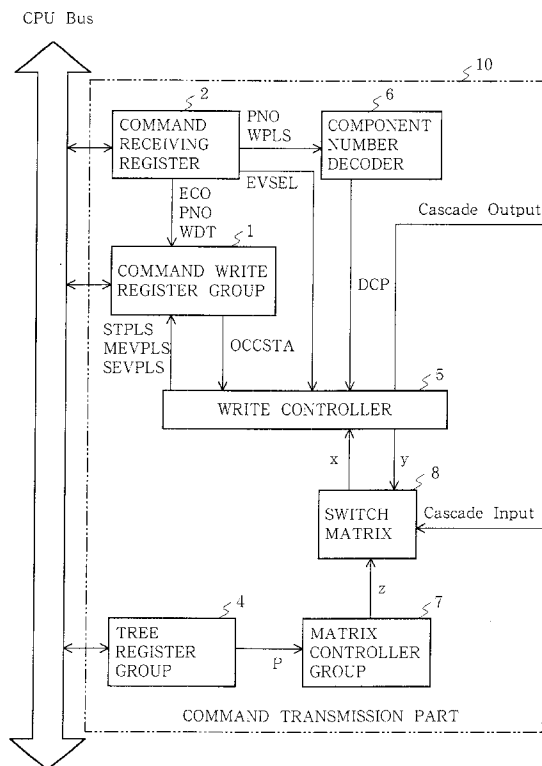 CPU Bus
10
2
COMMAND
RECEIVING
REGISTER
PNO
WPLS
EVSEL
6
COMPONENT
NUMBER
DECODER
ECO
PNO
WDT
Cascade Output
1
COMMAND WRITE
REGISTER GROUP
DCP
STPLS
MEVPLS
SEVPLS
OCCSTA
5
WRITE CONTROLLER
x
y
8
SWITCH
MATRIX
Cascade Input
z
4
TREE
REGISTER
GROUP
p
7
MATRIX
CONTROLLER
GROUP
COMMAND TRANSMISSION PART